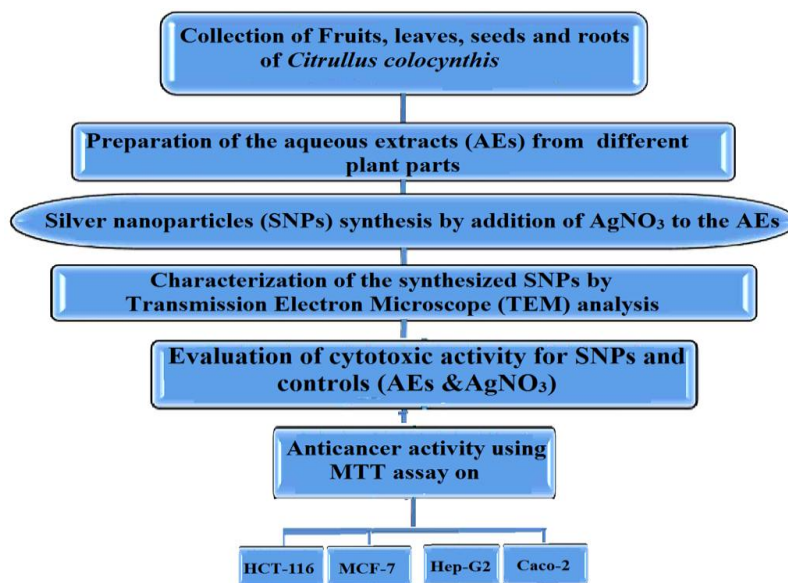 Collection of Fruits, leaves, seeds and roots
of Citrullus colocynthis
Preparation of the aqueous extracts (AEs) from different
plant parts
Silver nanoparticles (SNPs) synthesis by addition of AgNO₃ to the AEs
Characterization of the synthesized SNPs by
Transmission Electron Microscope (TEM) analysis
Evaluation of cytotoxic activity for SNPs and
controls (AEs &AgNO₃)
Anticancer activity using
MTT assay on
HCT-116 MCF-7 Hep-G2 Caco-2